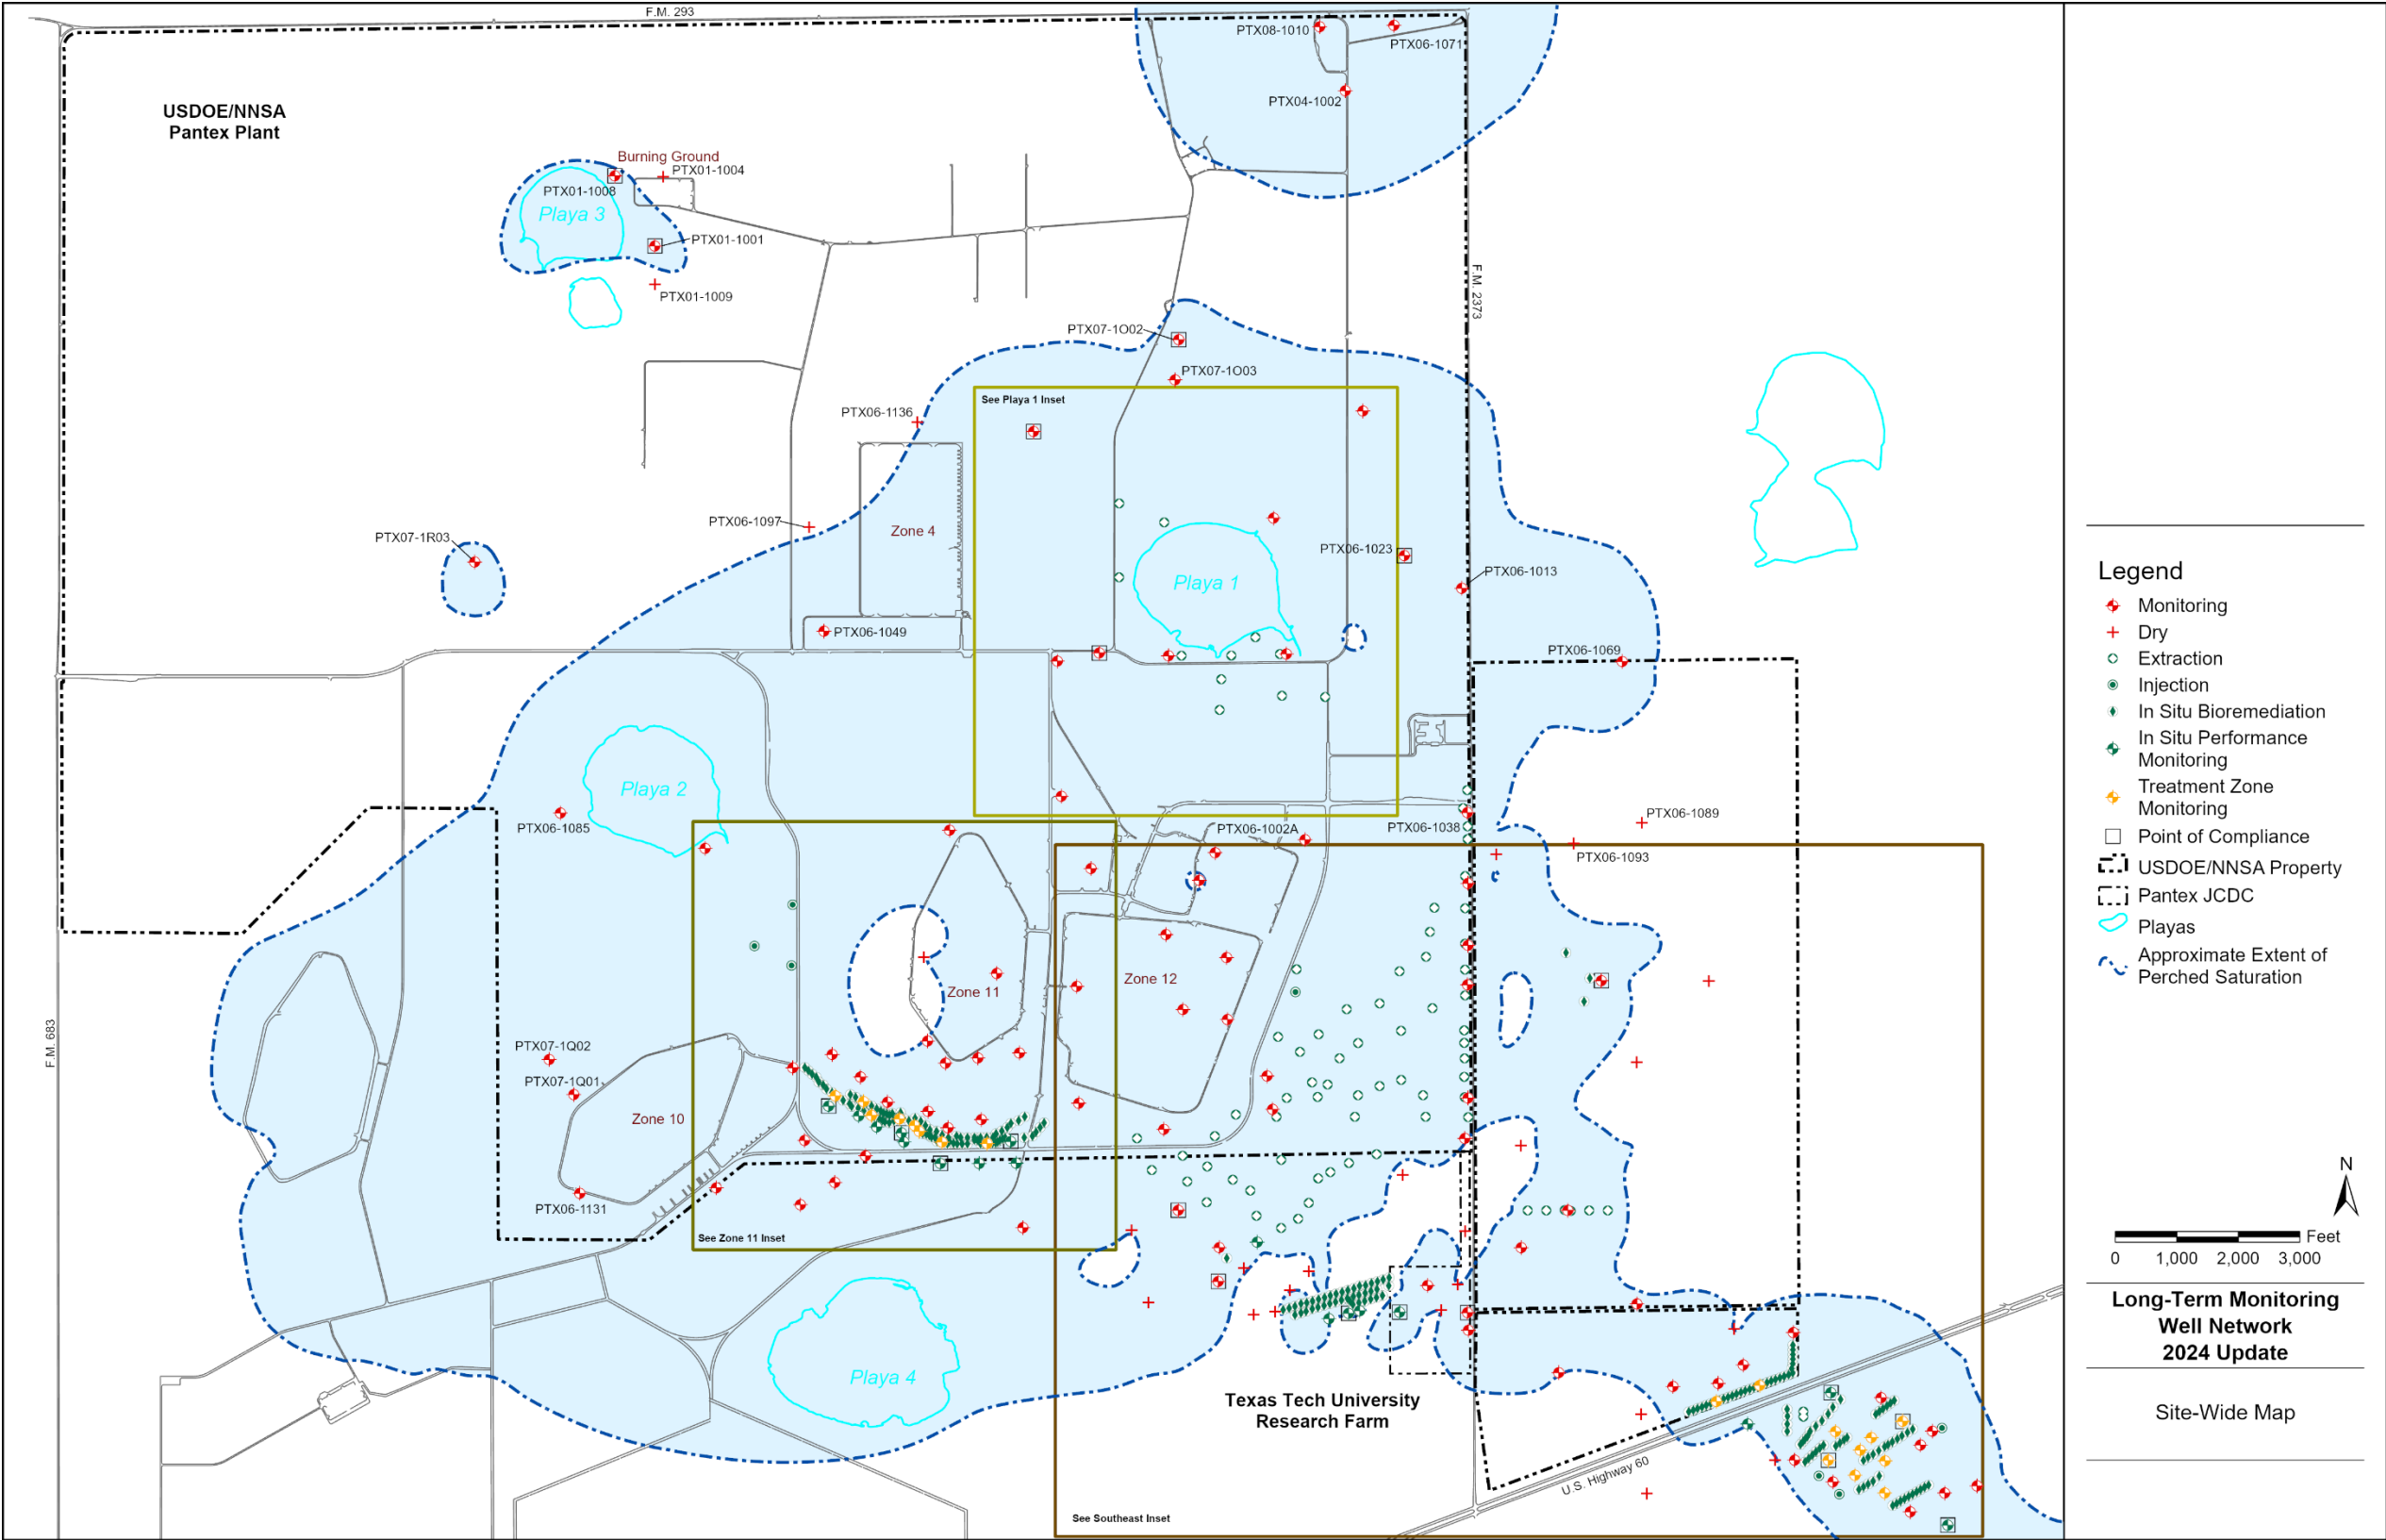 F.M. 293
PTX08-1010
PTX06-1071
PTX04-1002
USDOE/NNSA
Pantex Plant
Burning Ground
PTX01-1004
PTX01-1008
Playa 3
PTX01-1001
PTX01-1009
F.M. 2373
PTX07-1O02
PTX07-1O03
See Playa 1 Inset
PTX06-1136
PTX06-1097
Zone 4
PTX07-1R03
PTX06-1023
PTX06-1013
Playa 1
PTX06-1049
PTX06-1069
Playa 2
PTX06-1085
PTX06-1002A
PTX06-1038
PTX06-1089
PTX06-1093
Zone 11
Zone 12
F.M. 683
PTX07-1Q02
PTX07-1Q01
Zone 10
PTX06-1131
See Zone 11 Inset
Playa 4
Texas Tech University
Research Farm
U.S. Highway 60
See Southeast Inset
Legend
Monitoring
Dry
Extraction
Injection
In Situ Bioremediation
In Situ Performance
Monitoring
Treatment Zone
Monitoring
Point of Compliance
USDOE/NNSA Property
Pantex JCDC
Playas
Approximate Extent of
Perched Saturation
N
Feet
0 1,000 2,000 3,000
Long-Term Monitoring
Well Network
2024 Update
Site-Wide Map